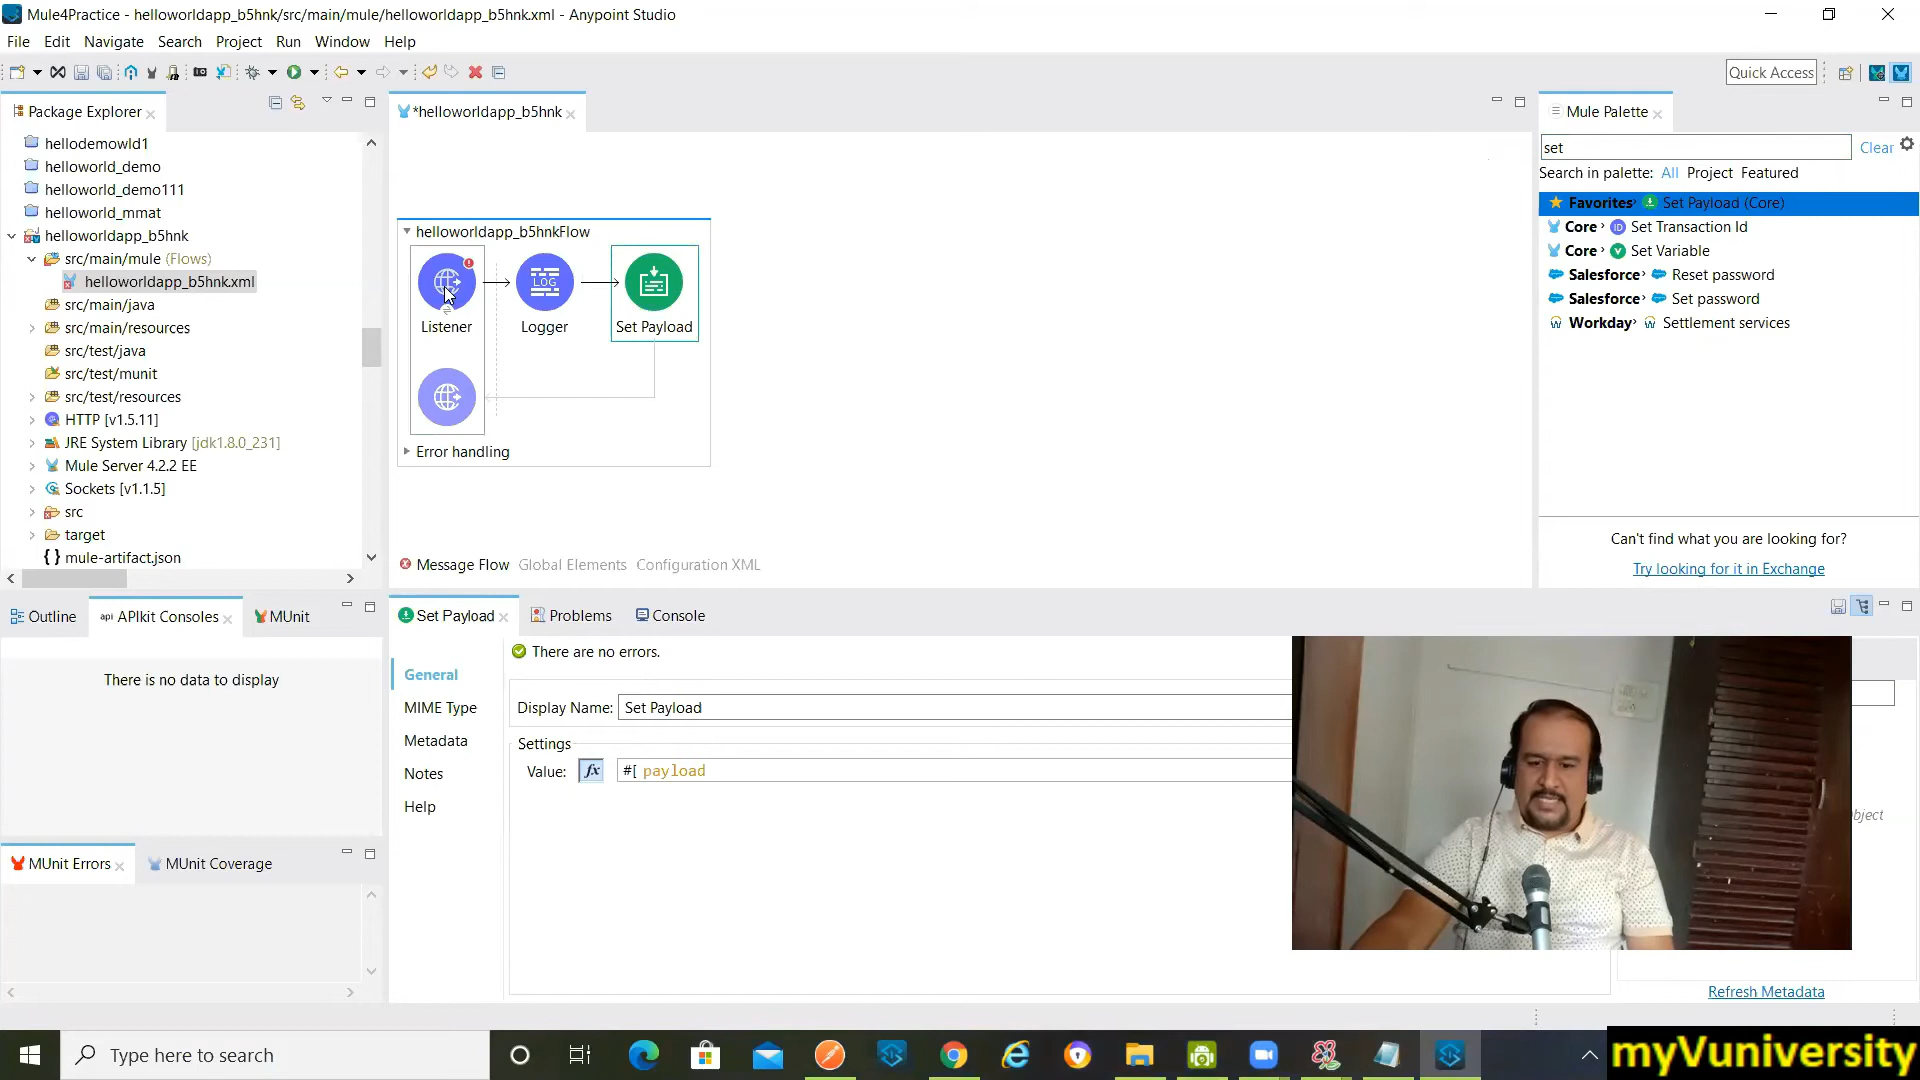 Mule4Practice - helloworldapp_b5hnk/src/main/mule/helloworldapp_b5hnk.xml - Anypoint Studio
File Edit Navigate Search Project Run Window Help
Quick Access
Package Explorer
hellodemowld1
helloworld_demo
helloworld_demo111
helloworld_mmat
helloworldapp_b5hnk
src/main/mule (Flows)
helloworldapp_b5hnk.xml
src/main/java
src/main/resources
src/test/java
src/test/munit
src/test/resources
HTTP [v1.5.11]
JRE System Library [jdk1.8.0_231]
Mule Server 4.2.2 EE
Sockets [v1.1.5]
src
target
{} mule-artifact.json
*helloworldapp_b5hnk
helloworldapp_b5hnkFlow
LOG
Listener Logger Set Payload
Error handling
Message Flow Global Elements Configuration XML
Mule Palette
set
Clear
Search in palette: All Project Featured
Favorites Set Payload (Core)
Core ID Set Transaction Id
Core V Set Variable
Salesforce Reset password
Salesforce Set password
Workday Settlement services
Can't find what you are looking for?
Try looking for it in Exchange
Outline api APIkit Consoles MUnit
There is no data to display
MUnit Errors MUnit Coverage
Set Payload Problems Console
There are no errors.
General
MIME Type
Metadata
Notes
Help
Display Name: Set Payload
Settings
Value: fx #[ payload
bject
Refresh Metadata
Type here to search
myVuniversity